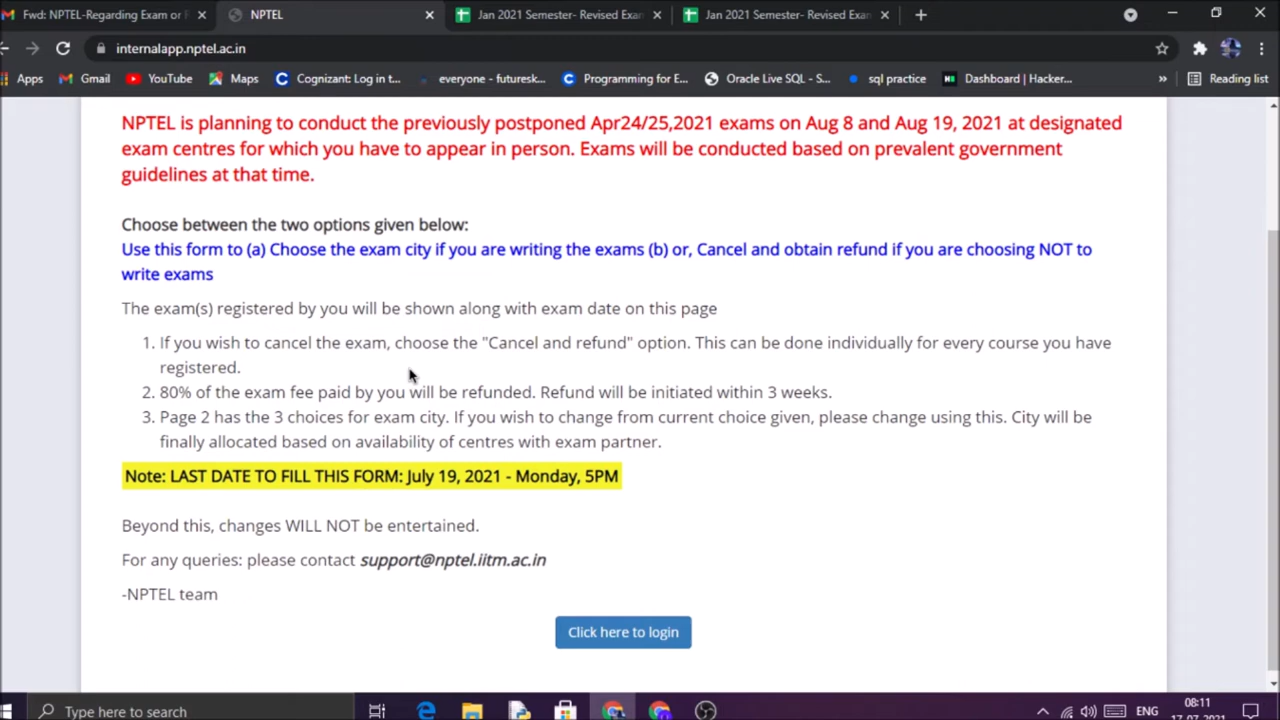 Fwd: NPTEL-Regarding Exam or R
NPTEL
Jan 2021 Semester- Revised Exam
Jan 2021 Semester- Revised Exam
internalapp.nptel.ac.in
Apps
Gmail
YouTube
Maps
Cognizant: Log in t...
everyone - futuresk...
Programming for E...
Oracle Live SQL - S...
sql practice
Dashboard | Hacker...
»
Reading list
NPTEL is planning to conduct the previously postponed Apr24/25,2021 exams on Aug 8 and Aug 19, 2021 at designated
exam centres for which you have to appear in person. Exams will be conducted based on prevalent government
guidelines at that time.
Choose between the two options given below:
Use this form to (a) Choose the exam city if you are writing the exams (b) or, Cancel and obtain refund if you are choosing NOT to
write exams
The exam(s) registered by you will be shown along with exam date on this page
1. If you wish to cancel the exam, choose the "Cancel and refund" option. This can be done individually for every course you have
registered.
2. 80% of the exam fee paid by you will be refunded. Refund will be initiated within 3 weeks.
3. Page 2 has the 3 choices for exam city. If you wish to change from current choice given, please change using this. City will be
finally allocated based on availability of centres with exam partner.
Note: LAST DATE TO FILL THIS FORM: July 19, 2021 - Monday, 5PM
Beyond this, changes WILL NOT be entertained.
For any queries: please contact support@nptel.iitm.ac.in
-NPTEL team
Click here to login
Type here to search
ENG
08:11
17-07-2021